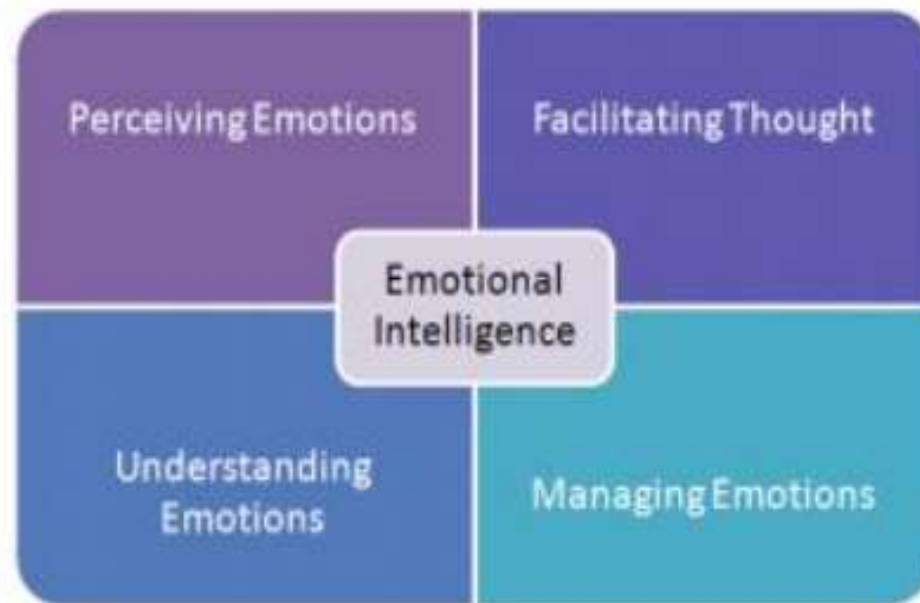 Perceiving Emotions
Facilitating Thought
Emotional
Intelligence
Understanding
Emotions
Managing Emotions